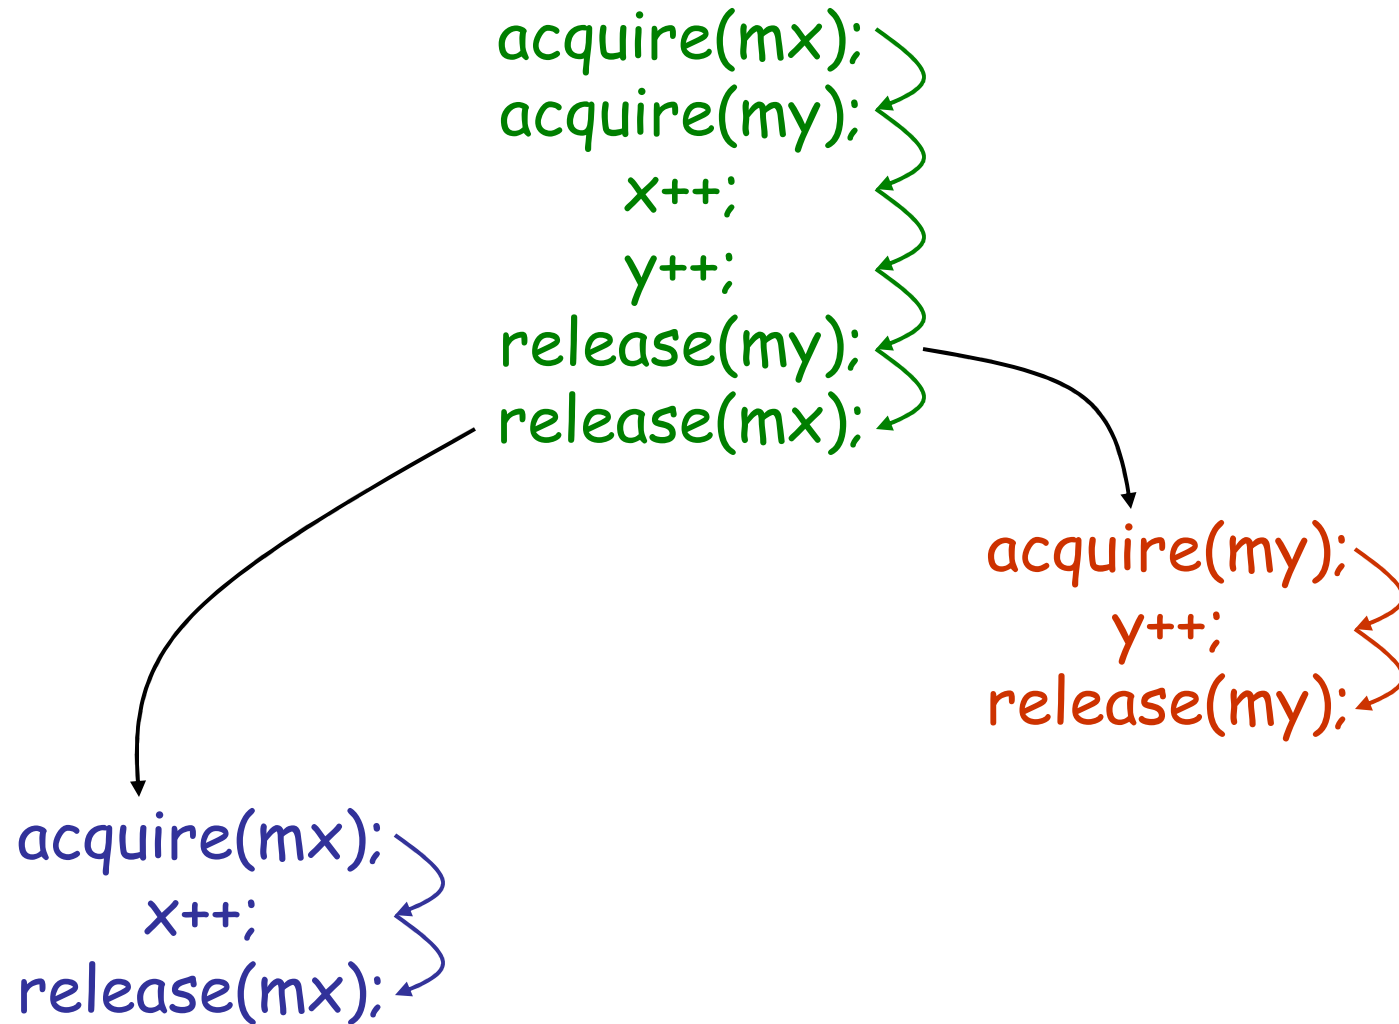 acquire(mx);
acquire(my);
x++;
y++;
release(my);
release(mx);
acquire(my);
y++;
release(my);
acquire(mx);
x++;
release(mx);